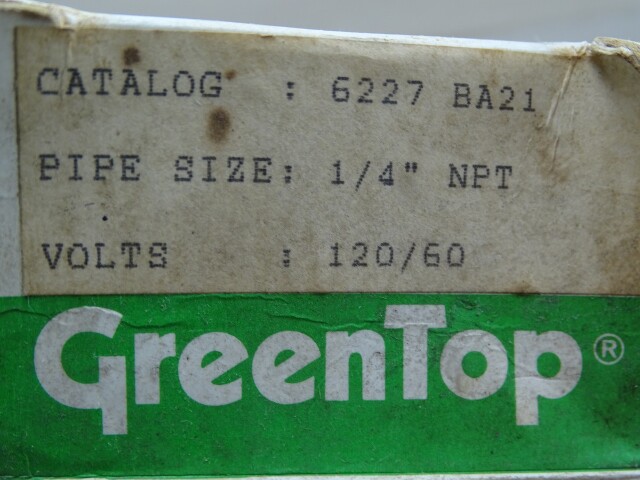 CATALOG : 6227 BA21
PIPE SIZE: 1/4" NPT
VOLTS : 120/60
GreenTop®